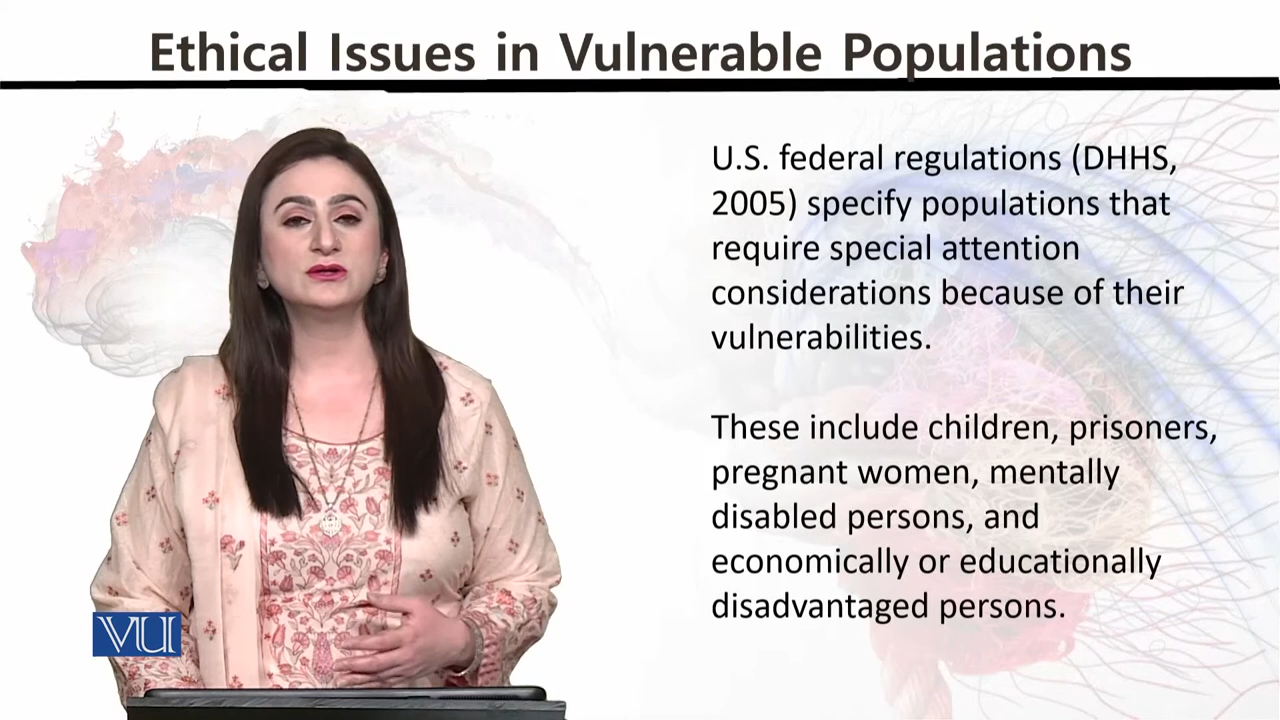 Ethical Issues in Vulnerable Populations
U.S. federal regulations (DHHS,
2005) specify populations that
require special attention
considerations because of their
vulnerabilities.
These include children, prisoners,
pregnant women, mentally
disabled persons, and
economically or educationally
disadvantaged persons.
VU